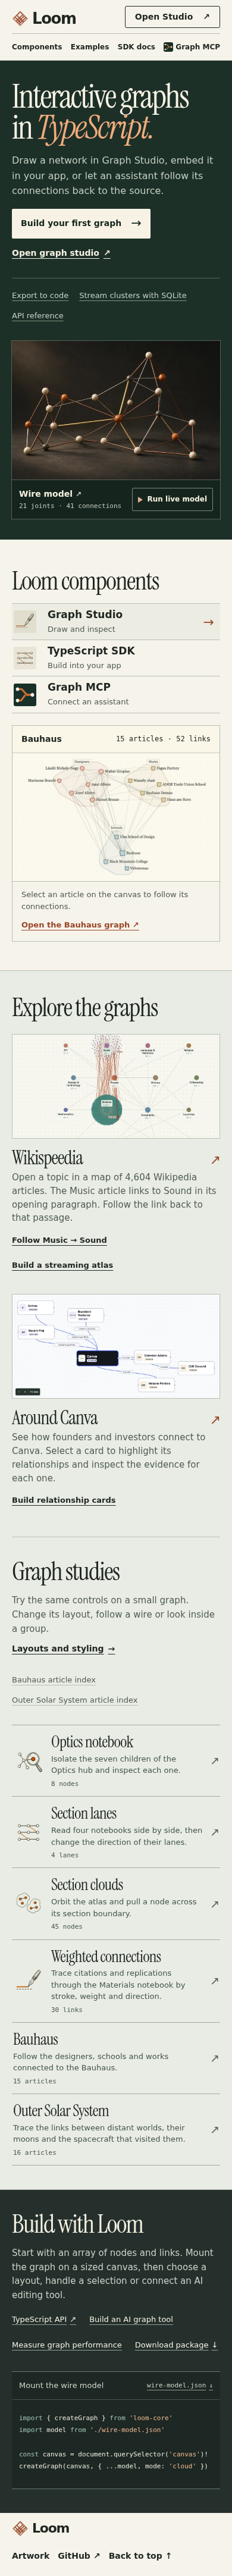 Loom
Open Studio ↗
Components Examples SDK docs Graph MCP
Interactive graphs
in TypeScript.
Draw a network in Graph Studio, embed it
in your app, or let an assistant follow its
connections back to the source.
Build your first graph →
Open graph studio ↗
Export to code Stream clusters with SQLite
API reference
Wire model ↗
21 joints · 41 connections
Run live model
Loom components
Graph Studio
Draw and inspect
→
TypeScript SDK
Build into your app
Graph MCP
Connect an assistant
Bauhaus 15 articles · 52 links
Select an article on the canvas to follow its
connections.
Open the Bauhaus graph ↗
Explore the graphs
Wikispeedia ↗
Open a topic in a map of 4,604 Wikipedia
articles. The Music article links to Sound in its
opening paragraph. Follow the link back to
that passage.
Follow Music → Sound
Build a streaming atlas
Around Canva ↗
See how founders and investors connect to
Canva. Select a card to highlight its
relationships and inspect the evidence for
each one.
Build relationship cards
Graph studies
Try the same controls on a small graph.
Change its layout, follow a wire or look inside
a group.
Layouts and styling →
Bauhaus article index
Outer Solar System article index
Optics notebook
Isolate the seven children of the
Optics hub and inspect each one.
8 nodes
↗
Section lanes
Read four notebooks side by side, then
change the direction of their lanes.
4 lanes
↗
Section clouds
Orbit the atlas and pull a node across
its section boundary.
45 nodes
↗
Weighted connections
Trace citations and replications
through the Materials notebook by
stroke, weight and direction.
30 links
↗
Bauhaus
Follow the designers, schools and works
connected to the Bauhaus.
15 articles
↗
Outer Solar System
Trace the links between distant worlds, their
moons and the spacecraft that visited them.
16 articles
↗
Build with Loom
Start with an array of nodes and links. Mount
the graph on a sized canvas, then choose a
layout, handle a selection or connect an AI
editing tool.
TypeScript API ↗ Build an AI graph tool
Measure graph performance Download package ↓
Mount the wire model wire-model.json ↓
import { createGraph } from 'loom-core'
import model from './wire-model.json'
const canvas = document.querySelector('canvas')!
createGraph(canvas, { ...model, mode: 'cloud' })
Loom
Artwork GitHub ↗ Back to top ↑